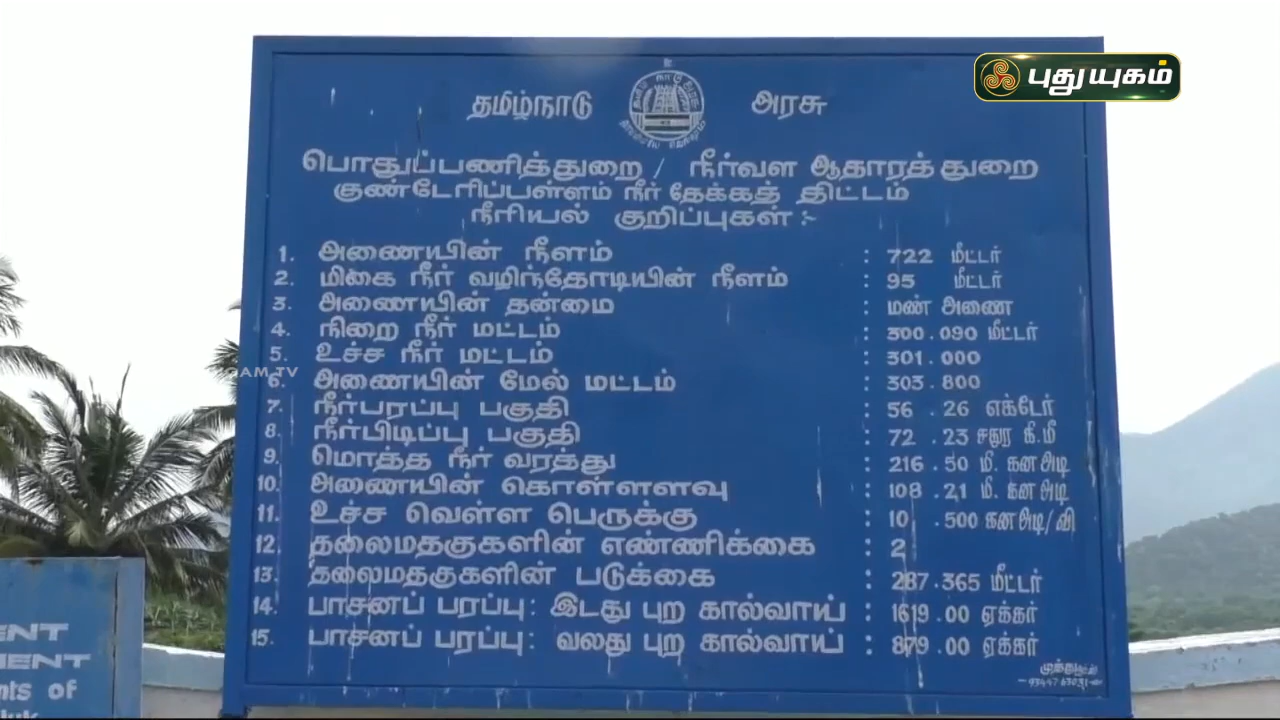 புதுயுகம்
தமிழ்நாடு அரசு
பொதுப்பணித்துறை / நீர்வள ஆதாரத்துறை
குண்டேரிப்பள்ளம் நீர் தேக்கத் திட்டம்
நீரியல் குறிப்புகள் :-
1. அணையின் நீளம் : 722 மீட்டர்
2. மிகை நீர் வழிந்தோடியின் நீளம் : 95 மீட்டர்
3. அணையின் தன்மை : மண் அணை
4. நிறை நீர் மட்டம் : 300.090 மீட்டர்
5. உச்ச நீர் மட்டம் : 301.000
6. அணையின் மேல் மட்டம் : 303.800
7. நீர்பரப்பு பகுதி : 56.26 எக்டேர்
8. நீர்பிடிப்பு பகுதி : 72.23 சதுர கி.மீ
9. மொத்த நீர் வரத்து : 216.50 மி. கன அடி
10. அணையின் கொள்ளளவு : 108.21 மி. கன அடி
11. உச்ச வெள்ள பெருக்கு : 10.500 கன அடி/வி
12. தலைமதகுகளின் எண்ணிக்கை : 2
13. தலைமதகுகளின் படுக்கை : 287.365 மீட்டர்
14. பாசனப் பரப்பு: இடது புற கால்வாய் : 1619.00 ஏக்கர்
15. பாசனப் பரப்பு: வலது புற கால்வாய் : 879.00 ஏக்கர்
GAM.TV
MENT
nts of